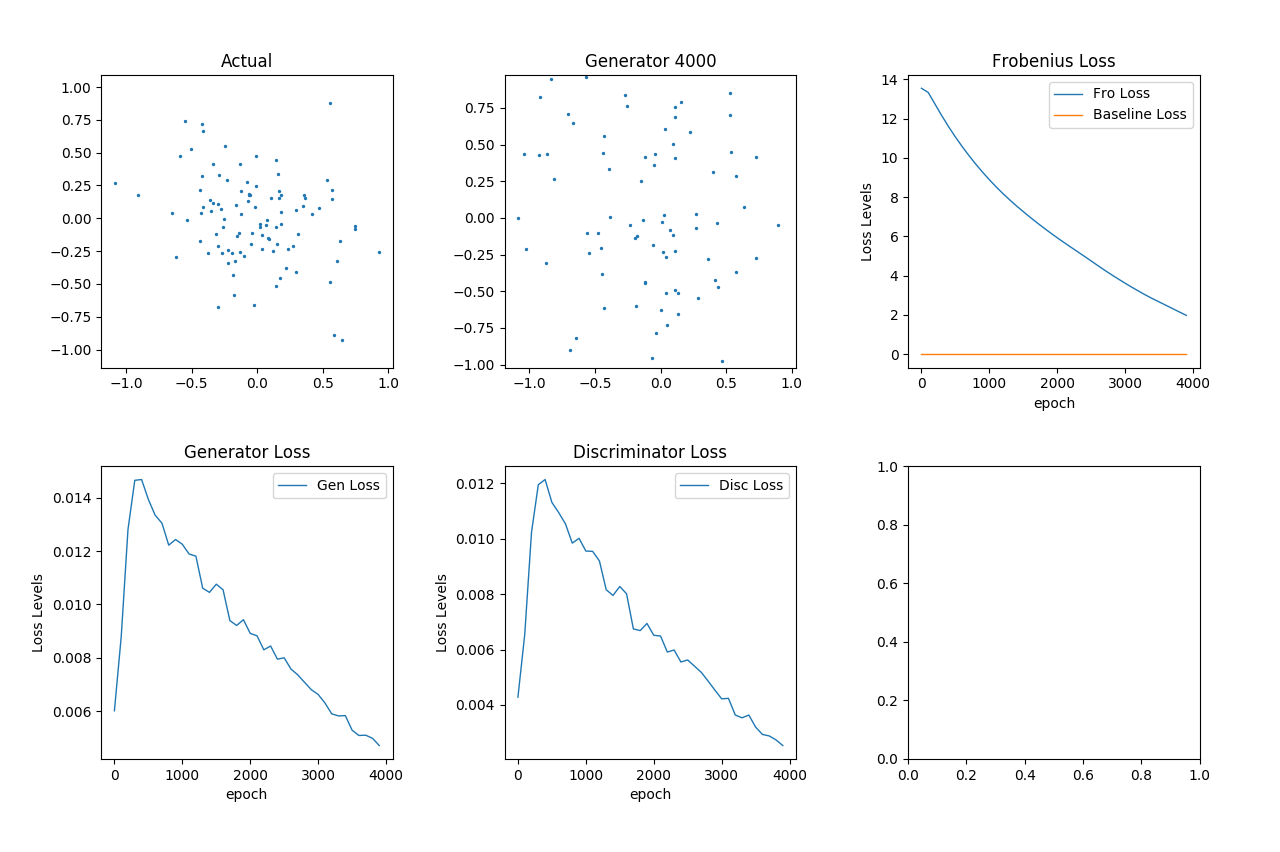 Actual
1.00
0.75
0.50
0.25
0.00
−0.25
−0.50
−0.75
−1.00
−1.0 −0.5 0.0 0.5 1.0
Generator 4000
0.75
0.50
0.25
0.00
−0.25
−0.50
−0.75
−1.00
−1.0 −0.5 0.0 0.5 1.0
Frobenius Loss
Fro Loss
Baseline Loss
Loss Levels
14
12
10
8
6
4
2
0
0 1000 2000 3000 4000
epoch
Generator Loss
Gen Loss
Loss Levels
0.014
0.012
0.010
0.008
0.006
0 1000 2000 3000 4000
epoch
Discriminator Loss
Disc Loss
Loss Levels
0.012
0.010
0.008
0.006
0.004
0 1000 2000 3000 4000
epoch
1.0
0.8
0.6
0.4
0.2
0.0
0.0 0.2 0.4 0.6 0.8 1.0